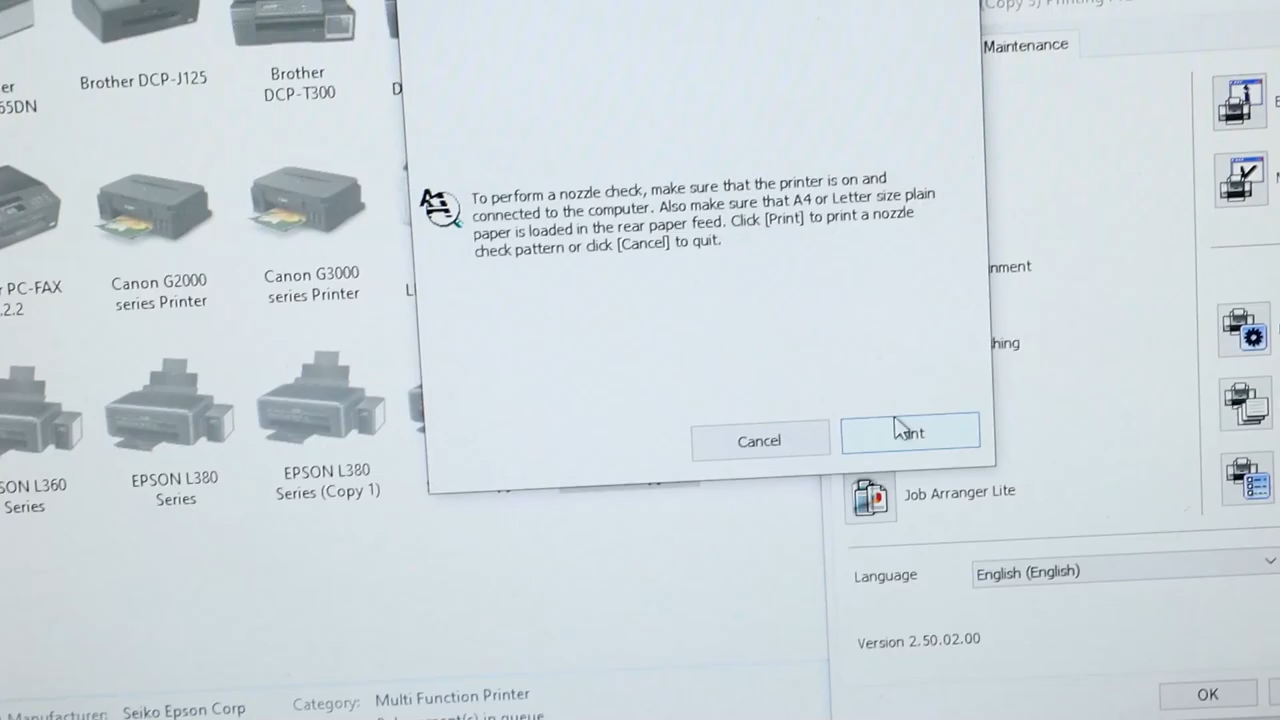 Maintenance
Brother DCP-J125
Brother
DCP-T300
To perform a nozzle check, make sure that the printer is on and
connected to the computer. Also make sure that A4 or Letter size plain
paper is loaded in the rear paper feed. Click [Print] to print a nozzle
check pattern or click [Cancel] to quit.
PC-FAX
Canon G2000
series Printer
Canon G3000
series Printer
Cancel
EPSON L380
Series
EPSON L380
Series (Copy 1)
L360
Series
Job Arranger Lite
Language
English (English)
Version 2.50.02.00
OK
Manufacturer: Seiko Epson Corp
Category: Multi Function Printer